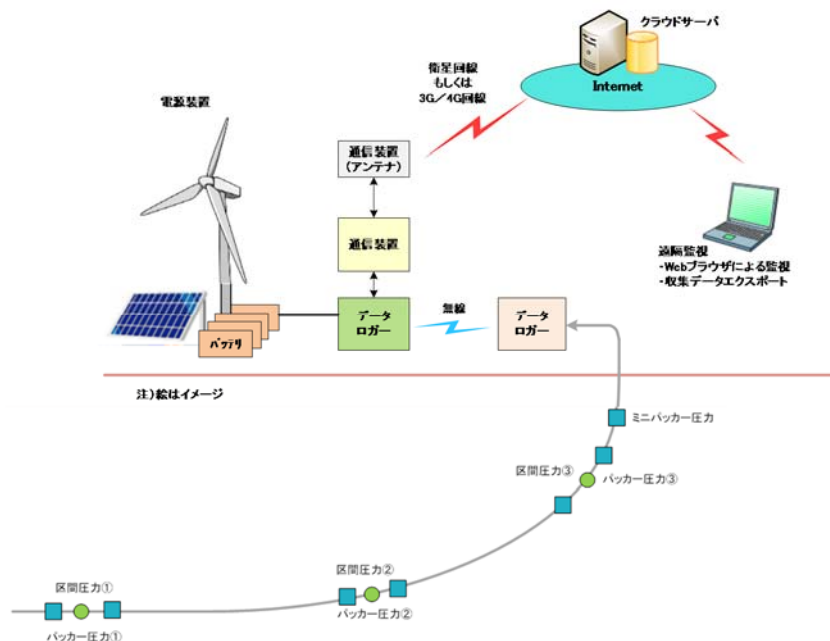 クラウドサーバ
Internet
衛星回線
もしくは
3G/4G回線
電源装置
通信装置
(アンテナ)
通信装置
遠隔監視
-Webブラウザによる監視
-収集データエクスポート
バッテリ
データ
ロガー
無線
データ
ロガー
注)絵はイメージ
ミニパッカー圧力
区間圧力③
パッカー圧力③
区間圧力②
パッカー圧力②
区間圧力①
パッカー圧力①